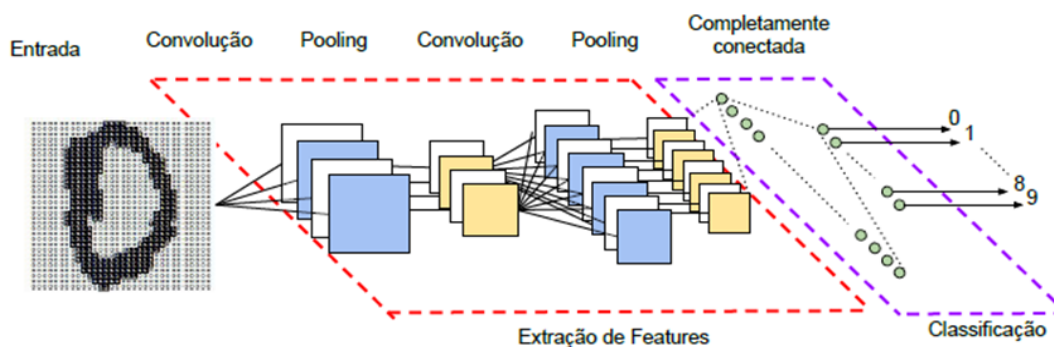 Entrada
Convolução
Pooling
Convolução
Pooling
Completamente
conectada
0
1
8
9
Extração de Features
Classificação